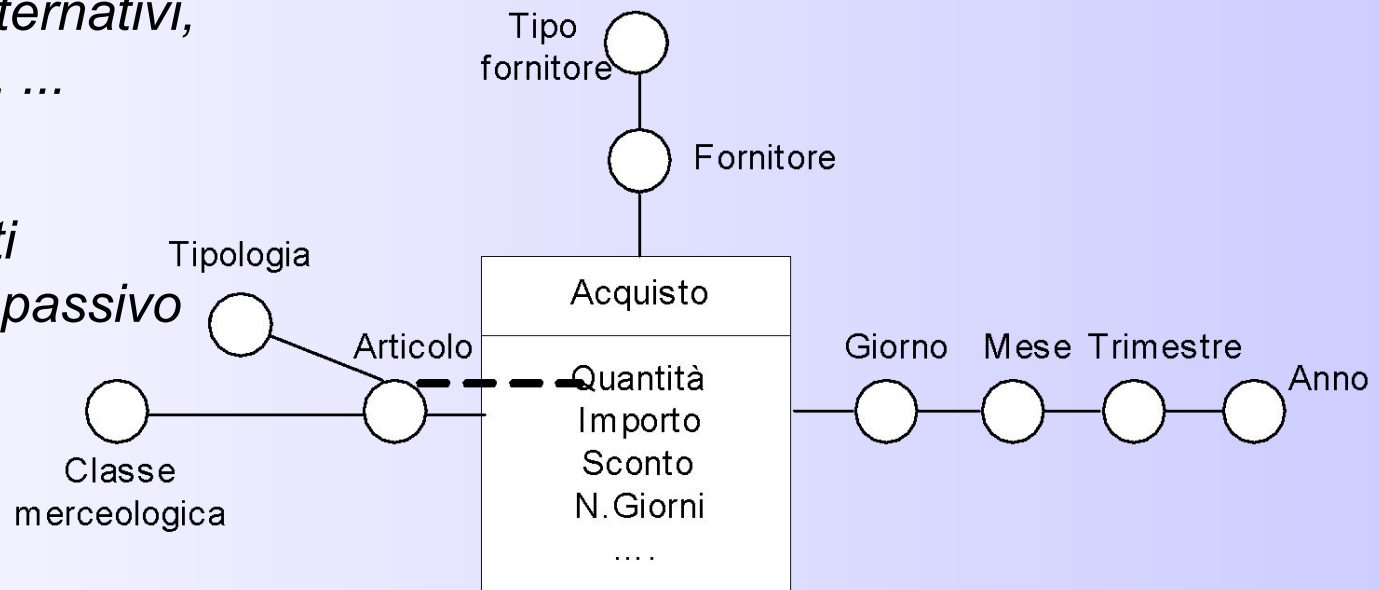 ternativi,
...
ti
passivo
Tipo
fornitore
Fornitore
Tipologia
Articolo
Classe
merceologica
Acquisto
Quantità
Importo
Sconto
N.Giorni
....
Giorno
Mese
Trimestre
Anno